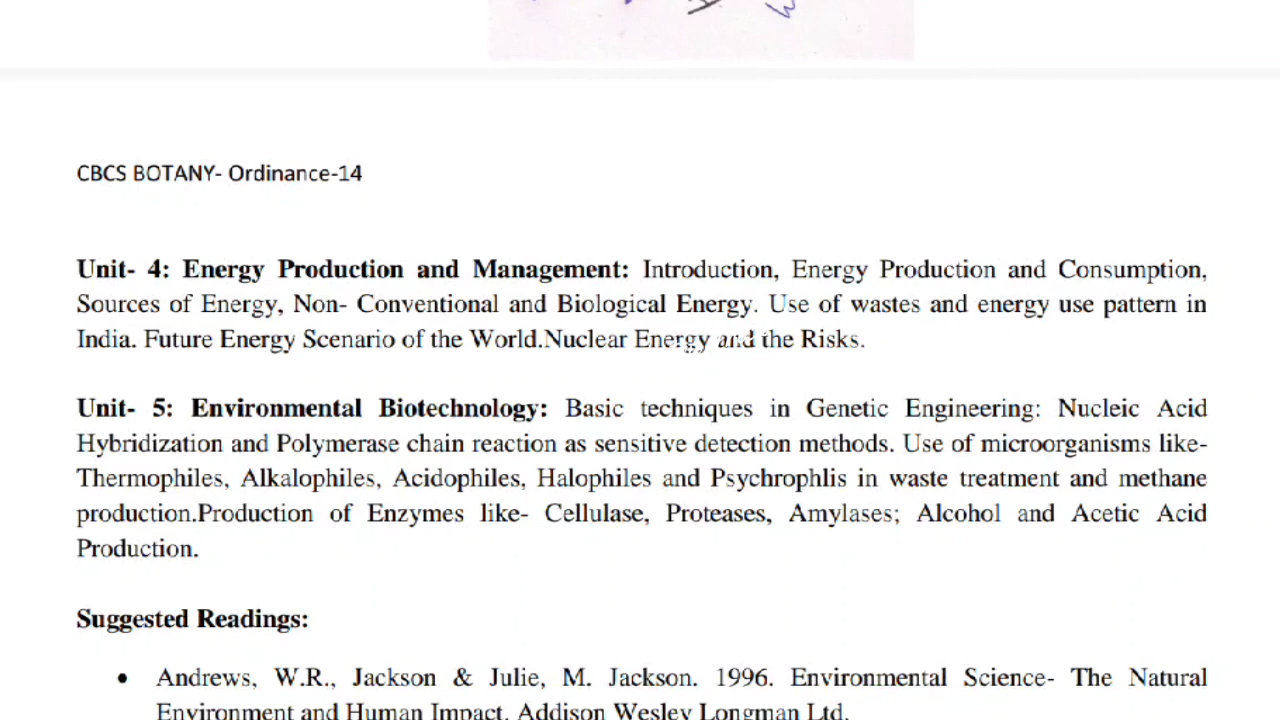 CBCS BOTANY- Ordinance-14
Unit- 4: Energy Production and Management: Introduction, Energy Production and Consumption,
Sources of Energy, Non- Conventional and Biological Energy. Use of wastes and energy use pattern in
India. Future Energy Scenario of the World.Nuclear Energy and the Risks.
Unit- 5: Environmental Biotechnology: Basic techniques in Genetic Engineering: Nucleic Acid
Hybridization and Polymerase chain reaction as sensitive detection methods. Use of microorganisms like-
Thermophiles, Alkalophiles, Acidophiles, Halophiles and Psychrophlis in waste treatment and methane
production.Production of Enzymes like- Cellulase, Proteases, Amylases; Alcohol and Acetic Acid
Production.
Suggested Readings:
• Andrews, W.R., Jackson & Julie, M. Jackson. 1996. Environmental Science- The Natural
Environment and Human Impact. Addison Wesley Longman Ltd.